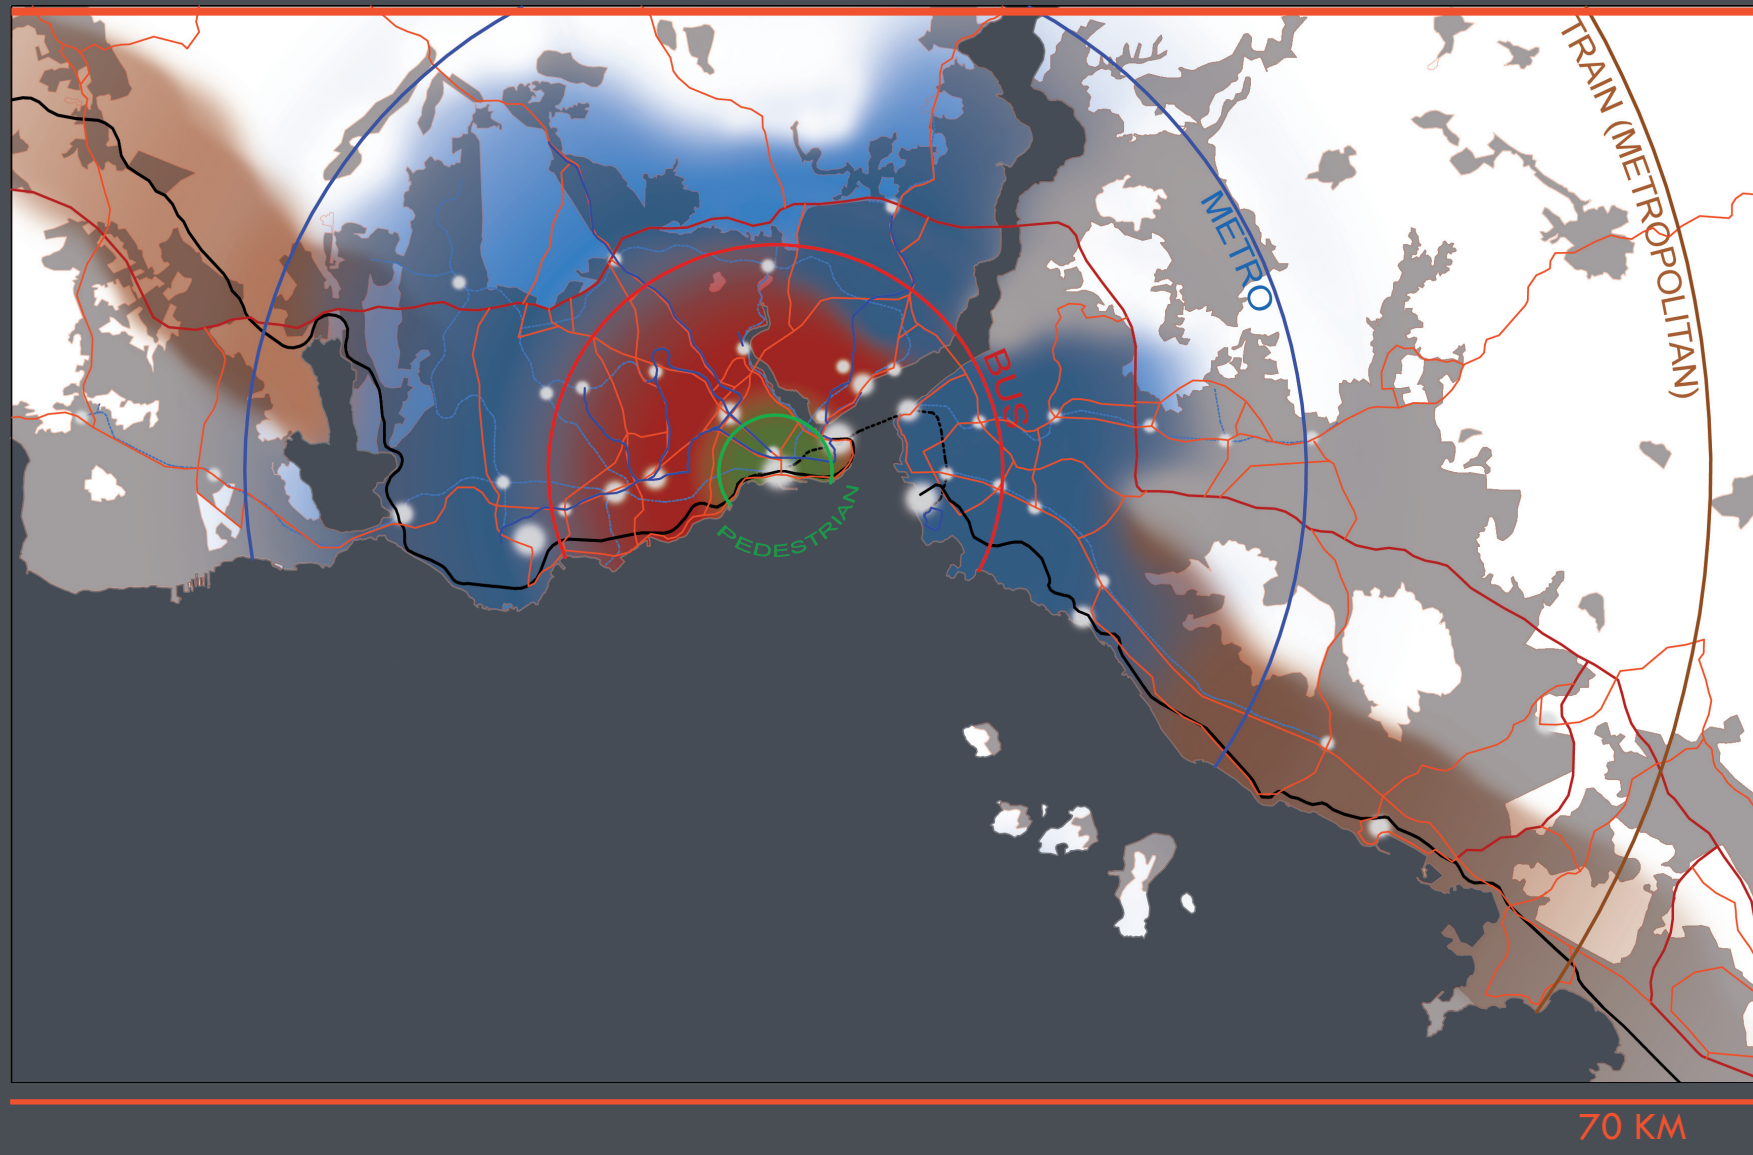 TRAIN (METROPOLITAN)
METRO
BUS
PEDESTRIAN
70 KM